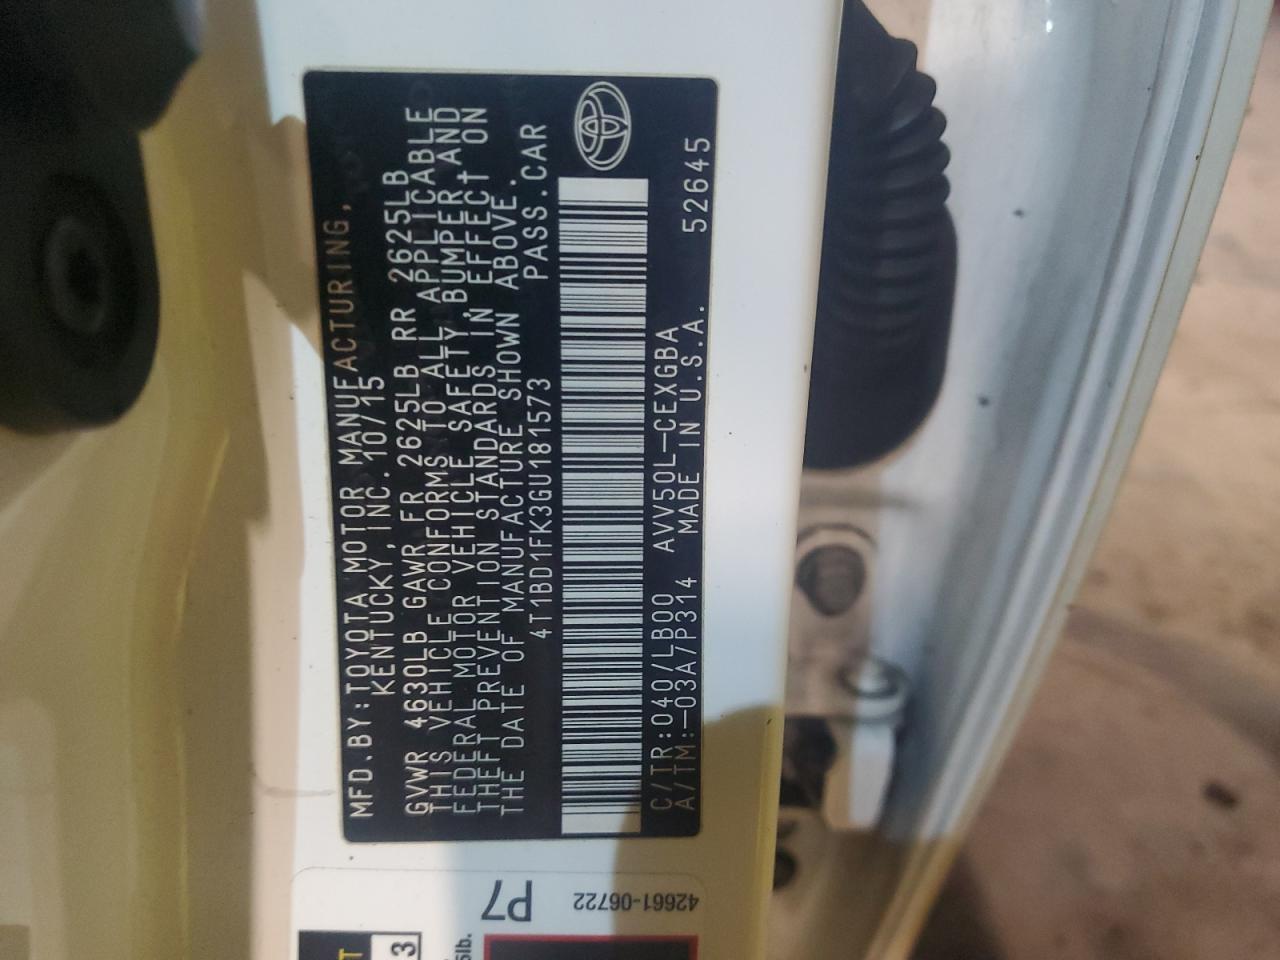 MFD.BY:TOYOTA MOTOR MANUFACTURING,
KENTUCKY, INC. 10/15
GVWR 4630LB GAWR FR 2625LB RR 2625LB
THIS VEHICLE CONFORMS TO ALL APPLICABLE
FEDERAL MOTOR VEHICLE SAFETY, BUMPER, AND
THEFT PREVENTION STANDARDS IN EFFECT ON
THE DATE OF MANUFACTURE SHOWN ABOVE.
4T1BD1FK3GU181573 PASS.CAR
C/TR:040/LB00 AVV50L-CEXGBA
A/TM:-03A/P314 MADE IN U.S.A. 52645
P7
42661-06722
3